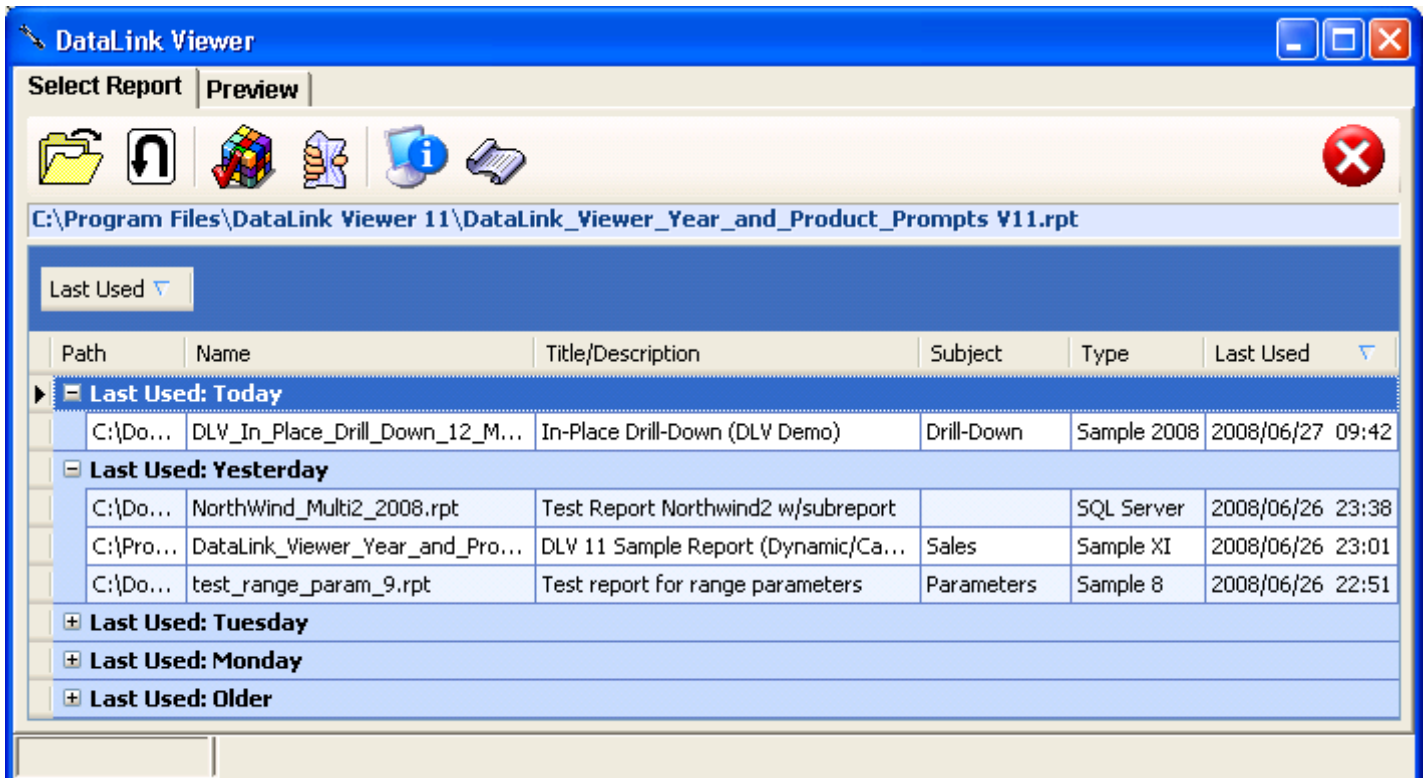 DataLink Viewer
Select Report Preview
C:\Program Files\DataLink Viewer 11\DataLink_Viewer_Year_and_Product_Prompts V11.rpt
Last Used
Path Name Title/Description Subject Type Last Used
Last Used: Today
C:\Do... DLV_In_Place_Drill_Down_12_M... In-Place Drill-Down (DLV Demo) Drill-Down Sample 2008 2008/06/27 09:42
Last Used: Yesterday
C:\Do... NorthWind_Multi2_2008.rpt Test Report Northwind2 w/subreport SQL Server 2008/06/26 23:38
C:\Pro... DataLink_Viewer_Year_and_Pro... DLV 11 Sample Report (Dynamic/Ca... Sales Sample XI 2008/06/26 23:01
C:\Do... test_range_param_9.rpt Test report for range parameters Parameters Sample 8 2008/06/26 22:51
Last Used: Tuesday
Last Used: Monday
Last Used: Older